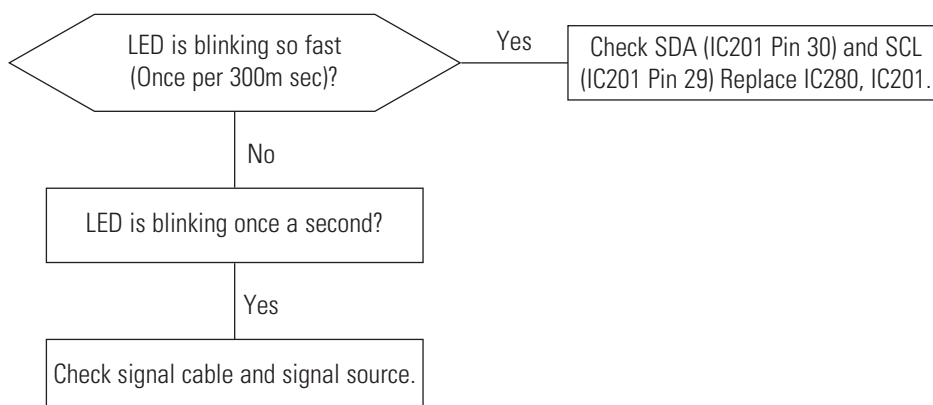 LED is blinking so fast
(Once per 300m sec)?
Yes
Check SDA (IC201 Pin 30) and SCL
(IC201 Pin 29) Replace IC280, IC201.
No
LED is blinking once a second?
Yes
Check signal cable and signal source.